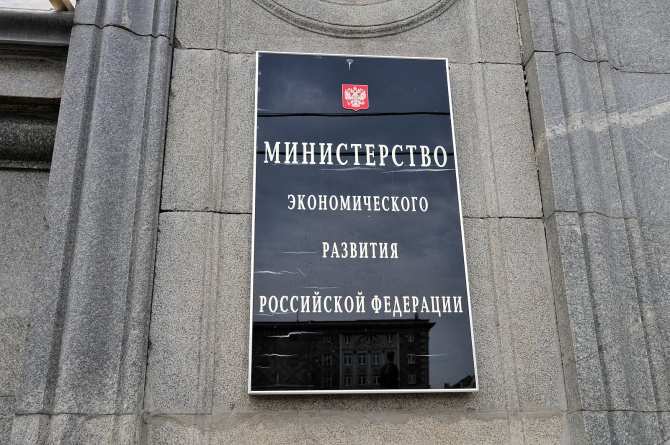 МИНИСТЕРСТВО
ЭКОНОМИЧЕСКОГО
РАЗВИТИЯ
РОССИЙСКОЙ ФЕДЕРАЦИИ